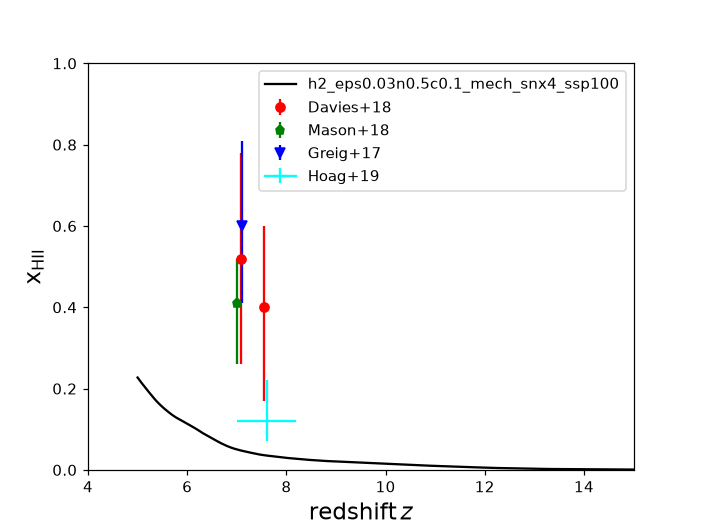 1.0
0.8
0.6
0.4
0.2
0.0
xHII
h2_eps0.03n0.5c0.1_mech_snx4_ssp100
Davies+18
Mason+18
Greig+17
Hoag+19
4 6 8 10 12 14
redshift z